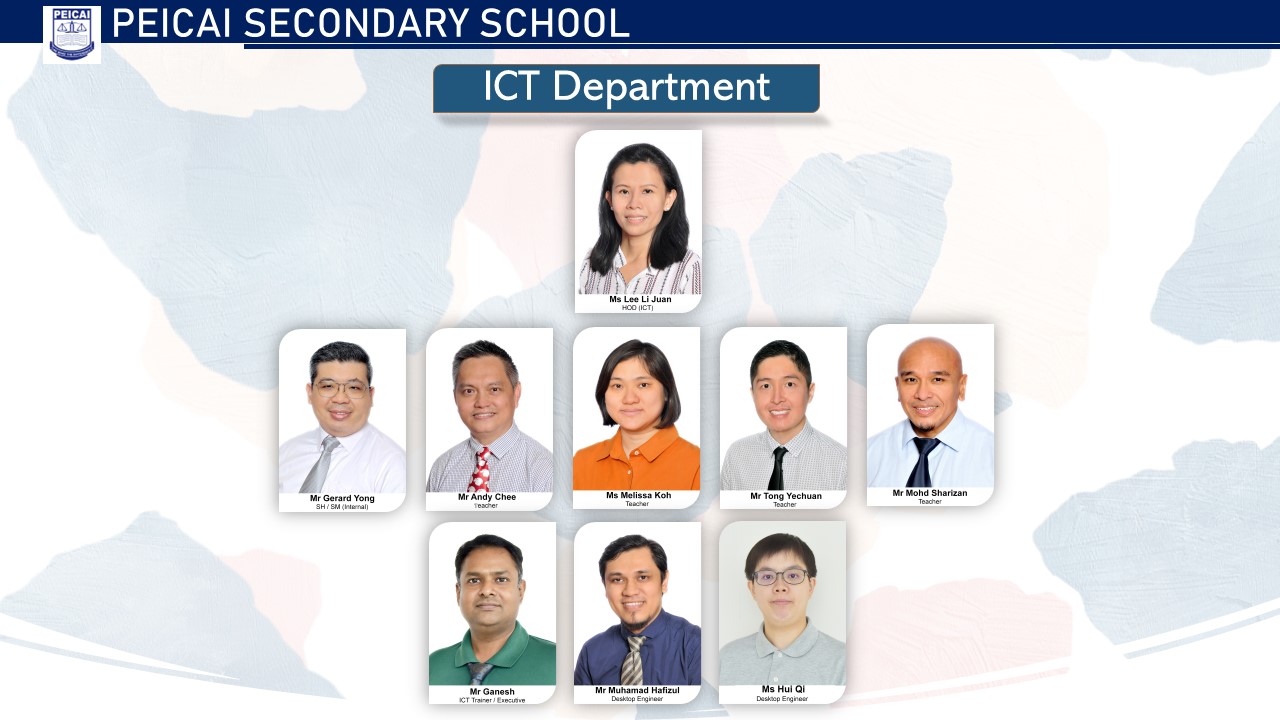 PEICAI
PEICAI SECONDARY SCHOOL
ICT Department
Ms Lee Li Juan
HOD (ICT)
Mr Gerard Yong
SH / SM (Internal)
Mr Andy Chee
Teacher
Ms Melissa Koh
Teacher
Mr Tong Yechuan
Teacher
Mr Mohd Sharizan
Teacher
Mr Ganesh
ICT Trainer / Executive
Mr Muhamad Hafizul
Desktop Engineer
Ms Hui Qi
Desktop Engineer